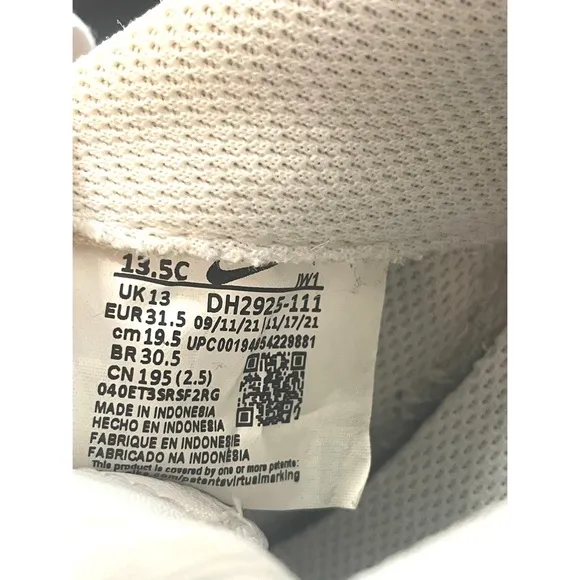 13.5C
JW1
UK 13
DH2925-111
EUR 31.5
09/11/21 11/17/21
cm 19.5
BR 30.5
CN 195 (2.5)
040ET3SRSF2RG
MADE IN INDONESIA
HECHO EN INDONESIA
FABRIQUE EN INDONESIE
FABRICADO NA INDONÉSIA
This product is covered by one or more patents:
.com/patentsvirtualmarking